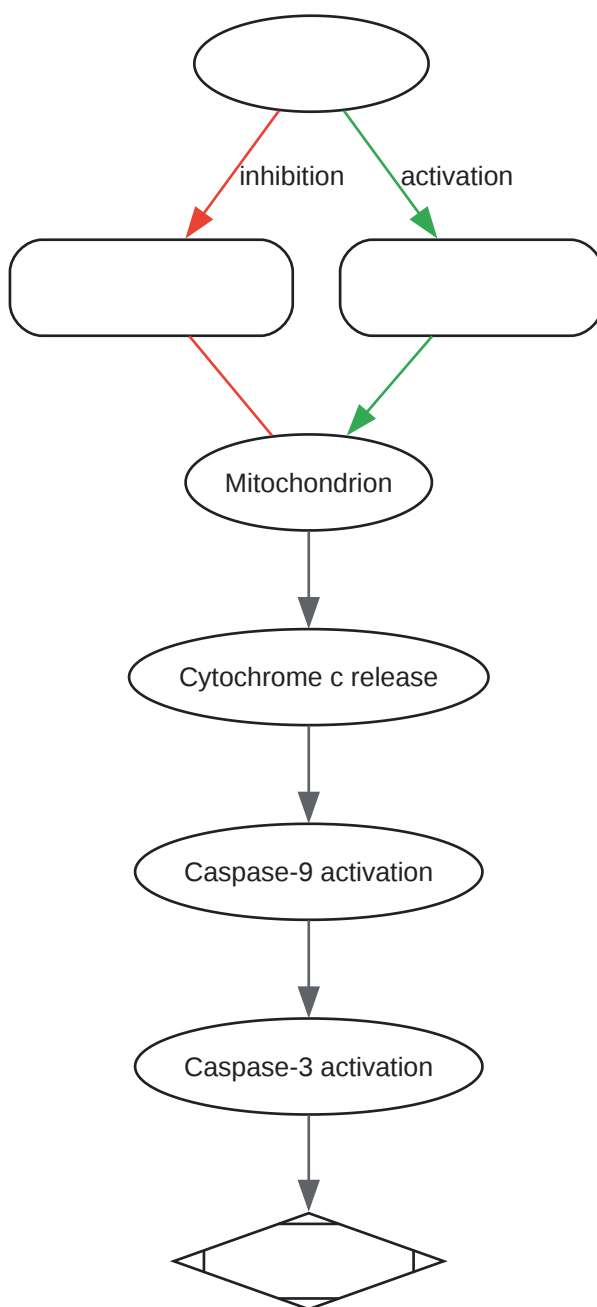 inhibition
activation
Mitochondrion
Cytochrome c release
Caspase-9 activation
Caspase-3 activation